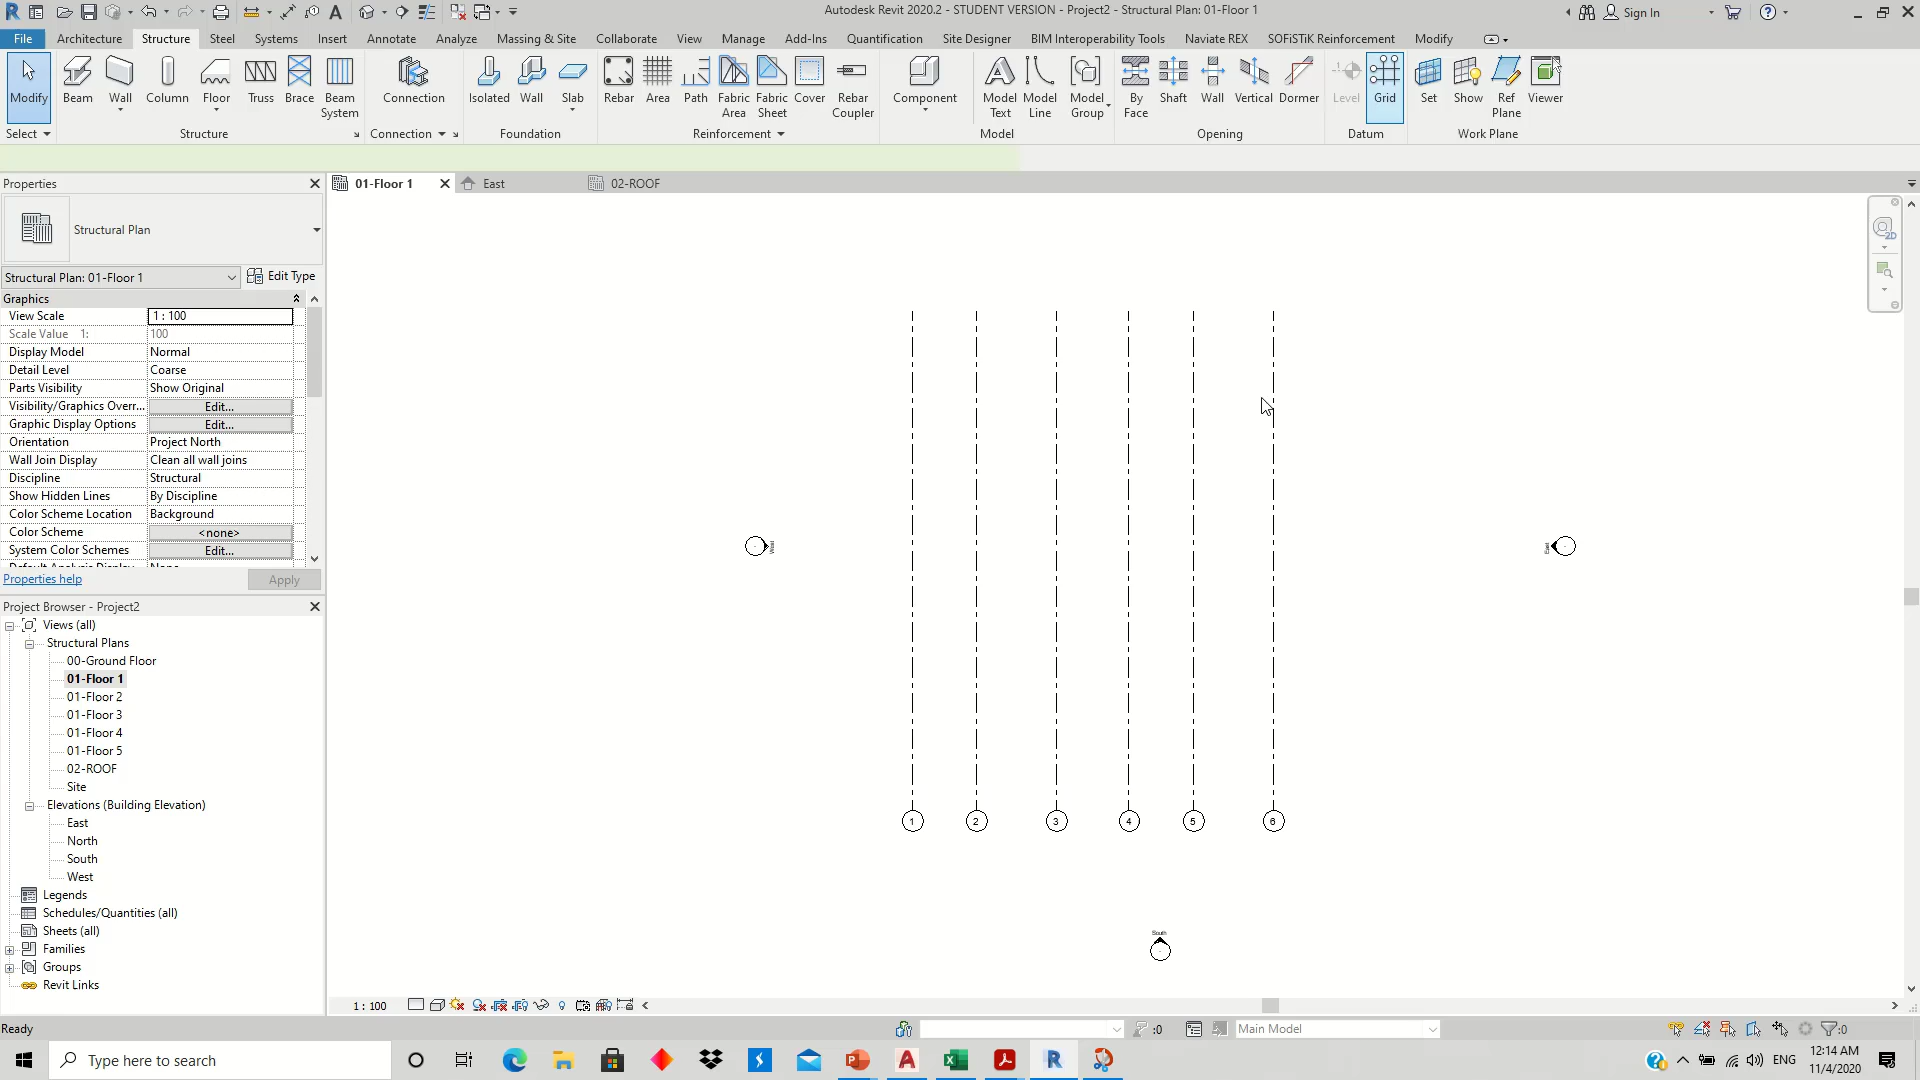 Autodesk Revit 2020.2 - STUDENT VERSION - Project2 - Structural Plan: 01-Floor 1
Sign In
File Architecture Structure Steel Systems Insert Annotate Analyze Massing & Site Collaborate View Manage Add-Ins Quantification Site Designer BIM Interoperability Tools Naviate REX SOFiSTiK Reinforcement Modify
Modify Beam Wall Column Floor Truss Brace Beam System Connection Isolated Wall Slab Rebar Area Path Fabric Area Fabric Sheet Cover Rebar Coupler Component Model Text Model Line Model Group By Face Shaft Wall Vertical Dormer Level Grid Set Show Ref Plane Viewer
Select Structure Connection Foundation Reinforcement Model Opening Datum Work Plane
Properties
01-Floor 1 East 02-ROOF
2D
Structural Plan
Structural Plan: 01-Floor 1 Edit Type
Graphics
View Scale 1 : 100
Scale Value 1: 100
Display Model Normal
Detail Level Coarse
Parts Visibility Show Original
Visibility/Graphics Overr... Edit...
Graphic Display Options Edit...
Orientation Project North
Wall Join Display Clean all wall joins
Discipline Structural
Show Hidden Lines By Discipline
Color Scheme Location Background
Color Scheme <none>
System Color Schemes Edit...
Default Analysis Display None
Properties help Apply
Project Browser - Project2
Views (all)
Structural Plans
00-Ground Floor
01-Floor 1
01-Floor 2
01-Floor 3
01-Floor 4
01-Floor 5
02-ROOF
Site
Elevations (Building Elevation)
East
North
South
West
Legends
Schedules/Quantities (all)
Sheets (all)
Families
Groups
Revit Links
West
East
1 2 3 4 5 6
South
1 : 100
Ready
:0
Main Model
:0
Type here to search
ENG
12:14 AM
11/4/2020